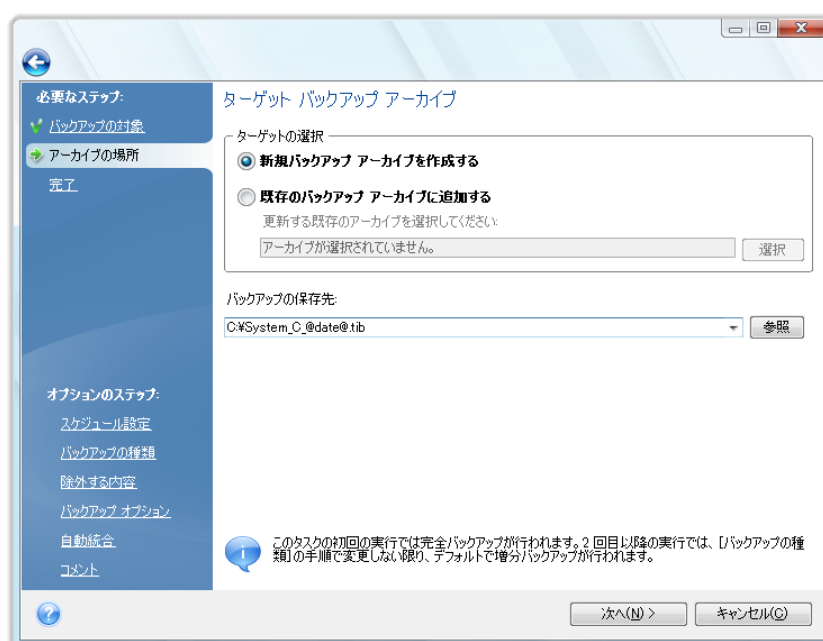 必要なステップ:
バックアップの対象
アーカイブの場所
完了
オプションのステップ:
スケジュール設定
バックアップの種類
除外する内容
バックアップ オプション
自動統合
コメント
ターゲット バックアップ アーカイブ
ターゲットの選択
新規バックアップ アーカイブを作成する
既存のバックアップ アーカイブに追加する
更新する既存のアーカイブを選択してください:
アーカイブが選択されていません。
選択
バックアップの保存先:
C:¥System_C_@date@.tib
参照
このタスクの初回の実行では完全バックアップが行われます。2 回目以降の実行では、[バックアップの種
類]の手順で変更しない限り、デフォルトで増分バックアップが行われます。
次へ(N) >
キャンセル(C)